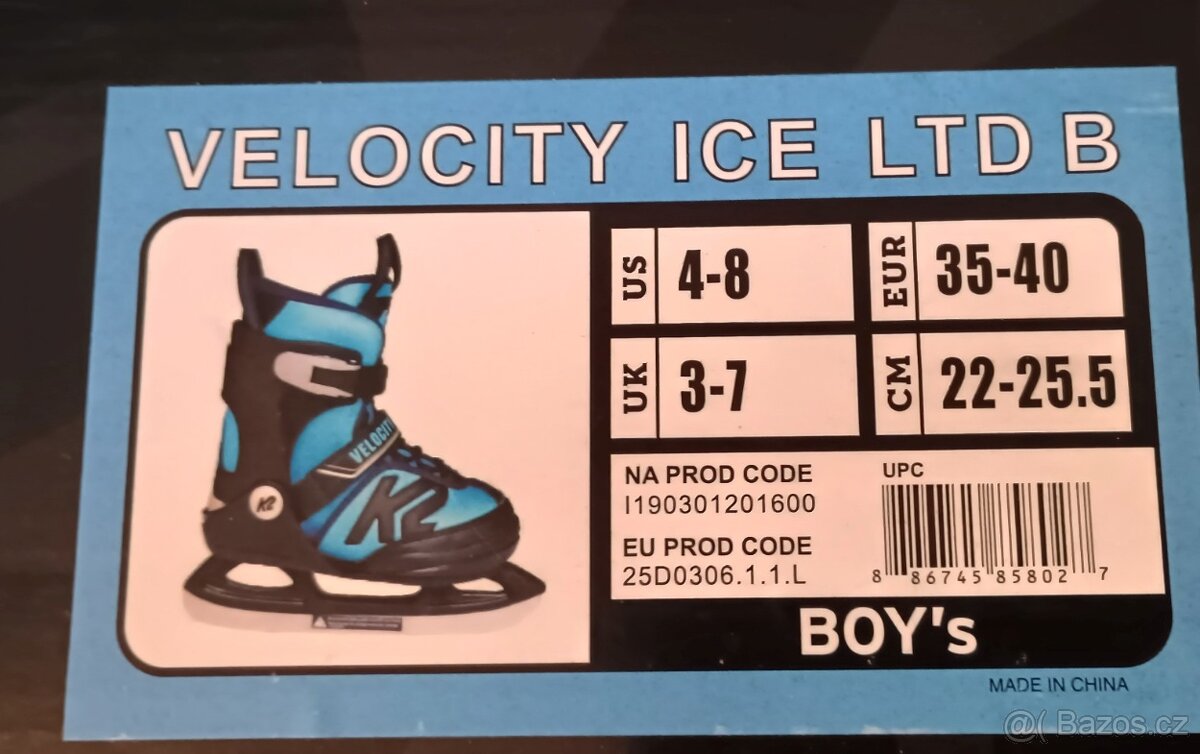 VELOCITY ICE LTD B
VELOCITY
K2
K2
US 4-8
EUR 35-40
UK 3-7
CM 22-25.5
NA PROD CODE
I190301201600
EU PROD CODE
25D0306.1.1.L
UPC
8 86745 85802 7
BOY's
MADE IN CHINA
@( Bazos.cz